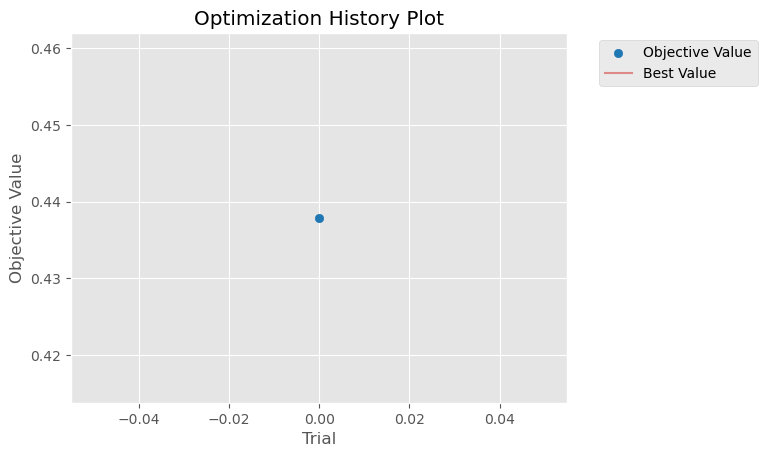 Optimization History Plot
Objective Value
Best Value
Objective Value
0.46
0.45
0.44
0.43
0.42
−0.04
−0.02
0.00
0.02
0.04
Trial